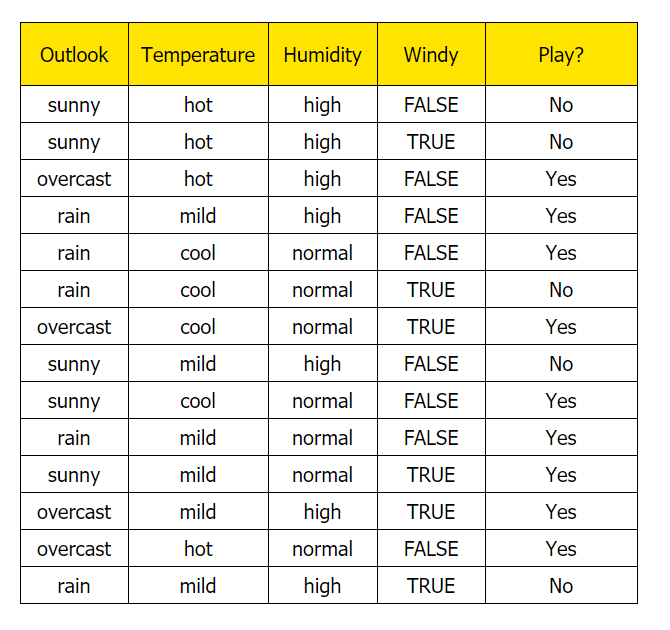 Outlook Temperature Humidity Windy Play?
sunny hot high FALSE No
sunny hot high TRUE No
overcast hot high FALSE Yes
rain mild high FALSE Yes
rain cool normal FALSE Yes
rain cool normal TRUE No
overcast cool normal TRUE Yes
sunny mild high FALSE No
sunny cool normal FALSE Yes
rain mild normal FALSE Yes
sunny mild normal TRUE Yes
overcast mild high TRUE Yes
overcast hot normal FALSE Yes
rain mild high TRUE No